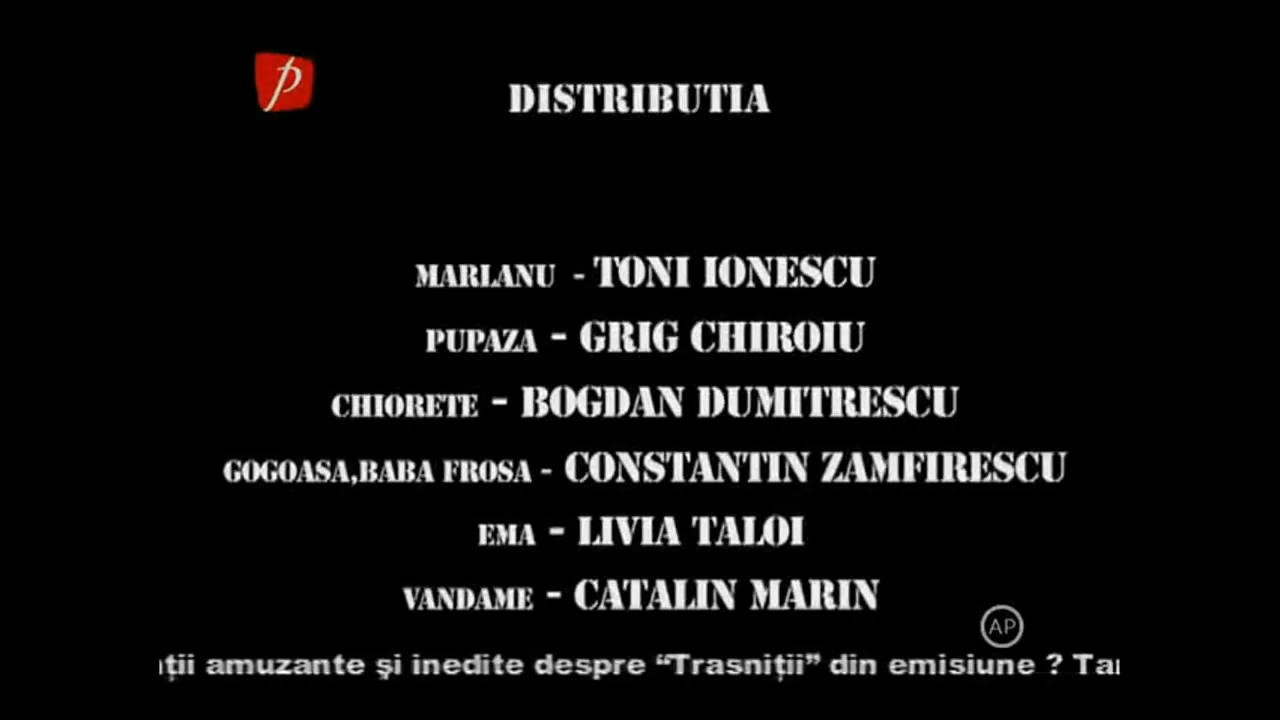 p
DISTRIBUTIA
MARLANU - TONI IONESCU
PUPAZA - GRIG CHIROIU
CHIORETE - BOGDAN DUMITRESCU
GOGOASA,BABA FROSA - CONSTANTIN ZAMFIRESCU
EMA - LIVIA TALOI
VANDAME - CATALIN MARIN
AP
amuzante şi inedite despre “Trasniţii” din emisiune ?